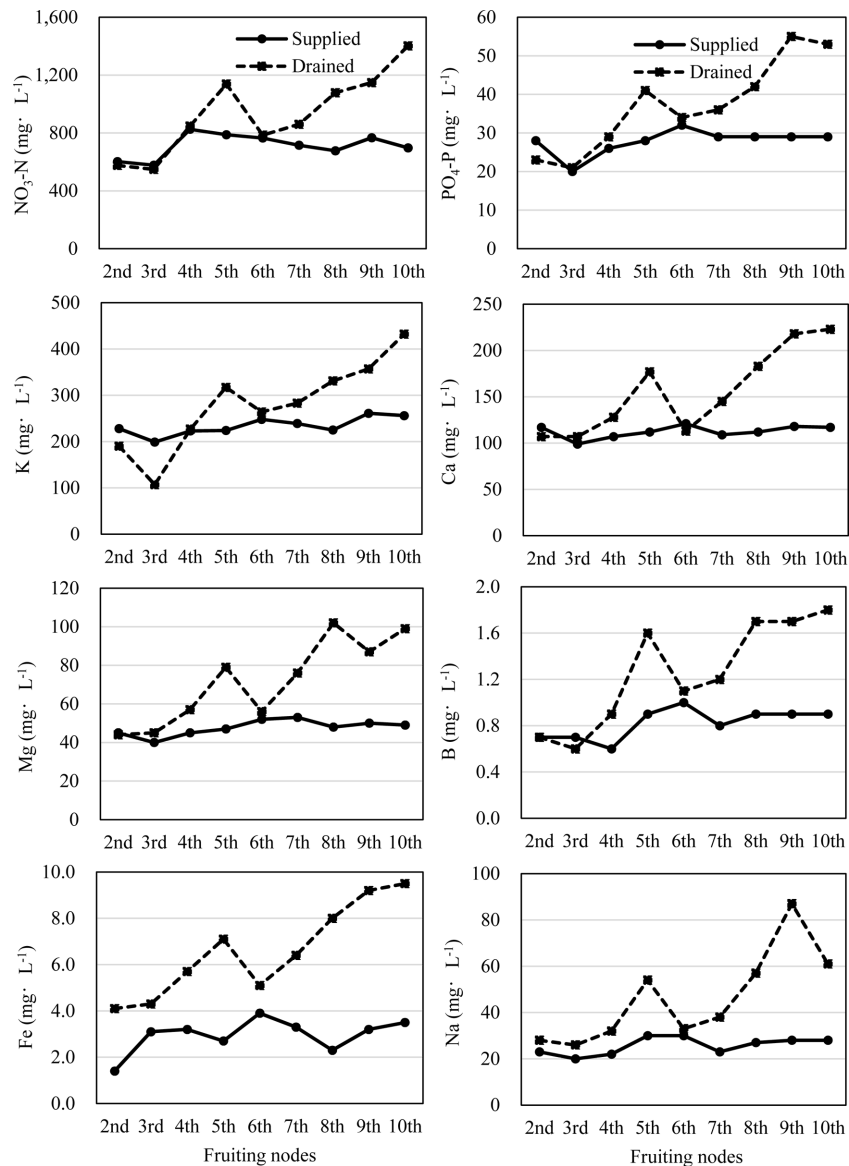 1,600
1,200
800
400
0
NO3-N (mg· L-1)
Supplied
Drained
2nd 3rd 4th 5th 6th 7th 8th 9th 10th
60
50
40
30
20
10
0
PO4-P (mg· L-1)
Supplied
Drained
2nd 3rd 4th 5th 6th 7th 8th 9th 10th
500
400
300
200
100
0
K (mg· L-1)
2nd 3rd 4th 5th 6th 7th 8th 9th 10th
250
200
150
100
50
0
Ca (mg· L-1)
2nd 3rd 4th 5th 6th 7th 8th 9th 10th
120
100
80
60
40
20
0
Mg (mg· L-1)
2nd 3rd 4th 5th 6th 7th 8th 9th 10th
2.0
1.6
1.2
0.8
0.4
0.0
B (mg· L-1)
2nd 3rd 4th 5th 6th 7th 8th 9th 10th
10.0
8.0
6.0
4.0
2.0
0.0
Fe (mg· L-1)
2nd 3rd 4th 5th 6th 7th 8th 9th 10th
Fruiting nodes
100
80
60
40
20
0
Na (mg· L-1)
2nd 3rd 4th 5th 6th 7th 8th 9th 10th
Fruiting nodes